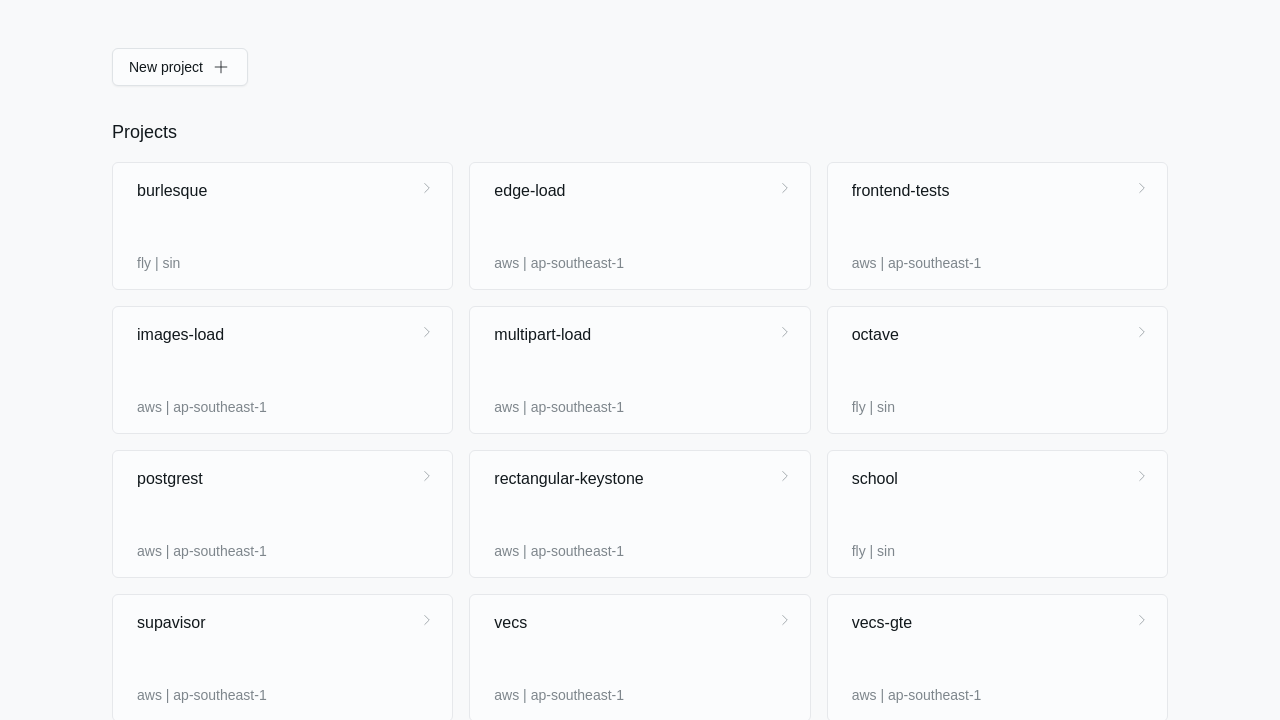 New project
Projects
burlesque
fly | sin
edge-load
aws | ap-southeast-1
frontend-tests
aws | ap-southeast-1
images-load
aws | ap-southeast-1
multipart-load
aws | ap-southeast-1
octave
fly | sin
postgrest
aws | ap-southeast-1
rectangular-keystone
aws | ap-southeast-1
school
fly | sin
supavisor
aws | ap-southeast-1
vecs
aws | ap-southeast-1
vecs-gte
aws | ap-southeast-1